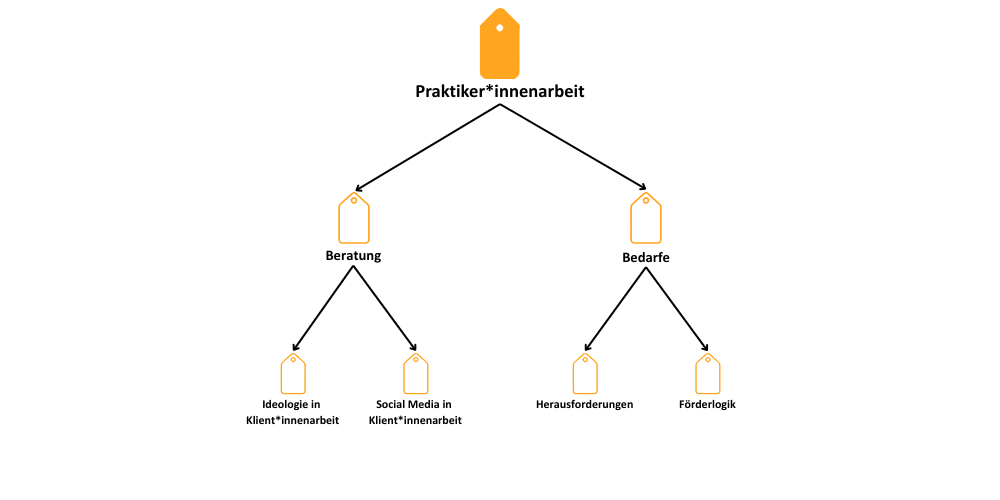 Praktiker*innenarbeit
Beratung
Bedarfe
Ideologie in
Klient*innenarbeit
Social Media in
Klient*innenarbeit
Herausforderungen
Förderlogik